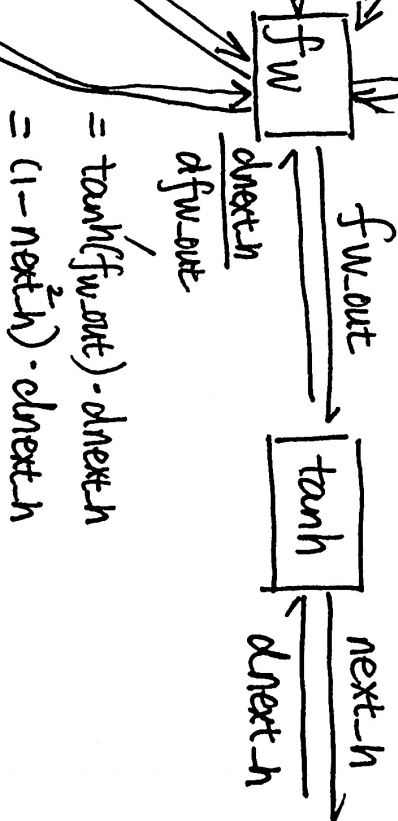 fw
fw_out
tanh
next_h
dnext_h
dnext_h
dfw_out
= tanh′(fw_out)·dnext_h
= (1-next_h²)·dnext_h